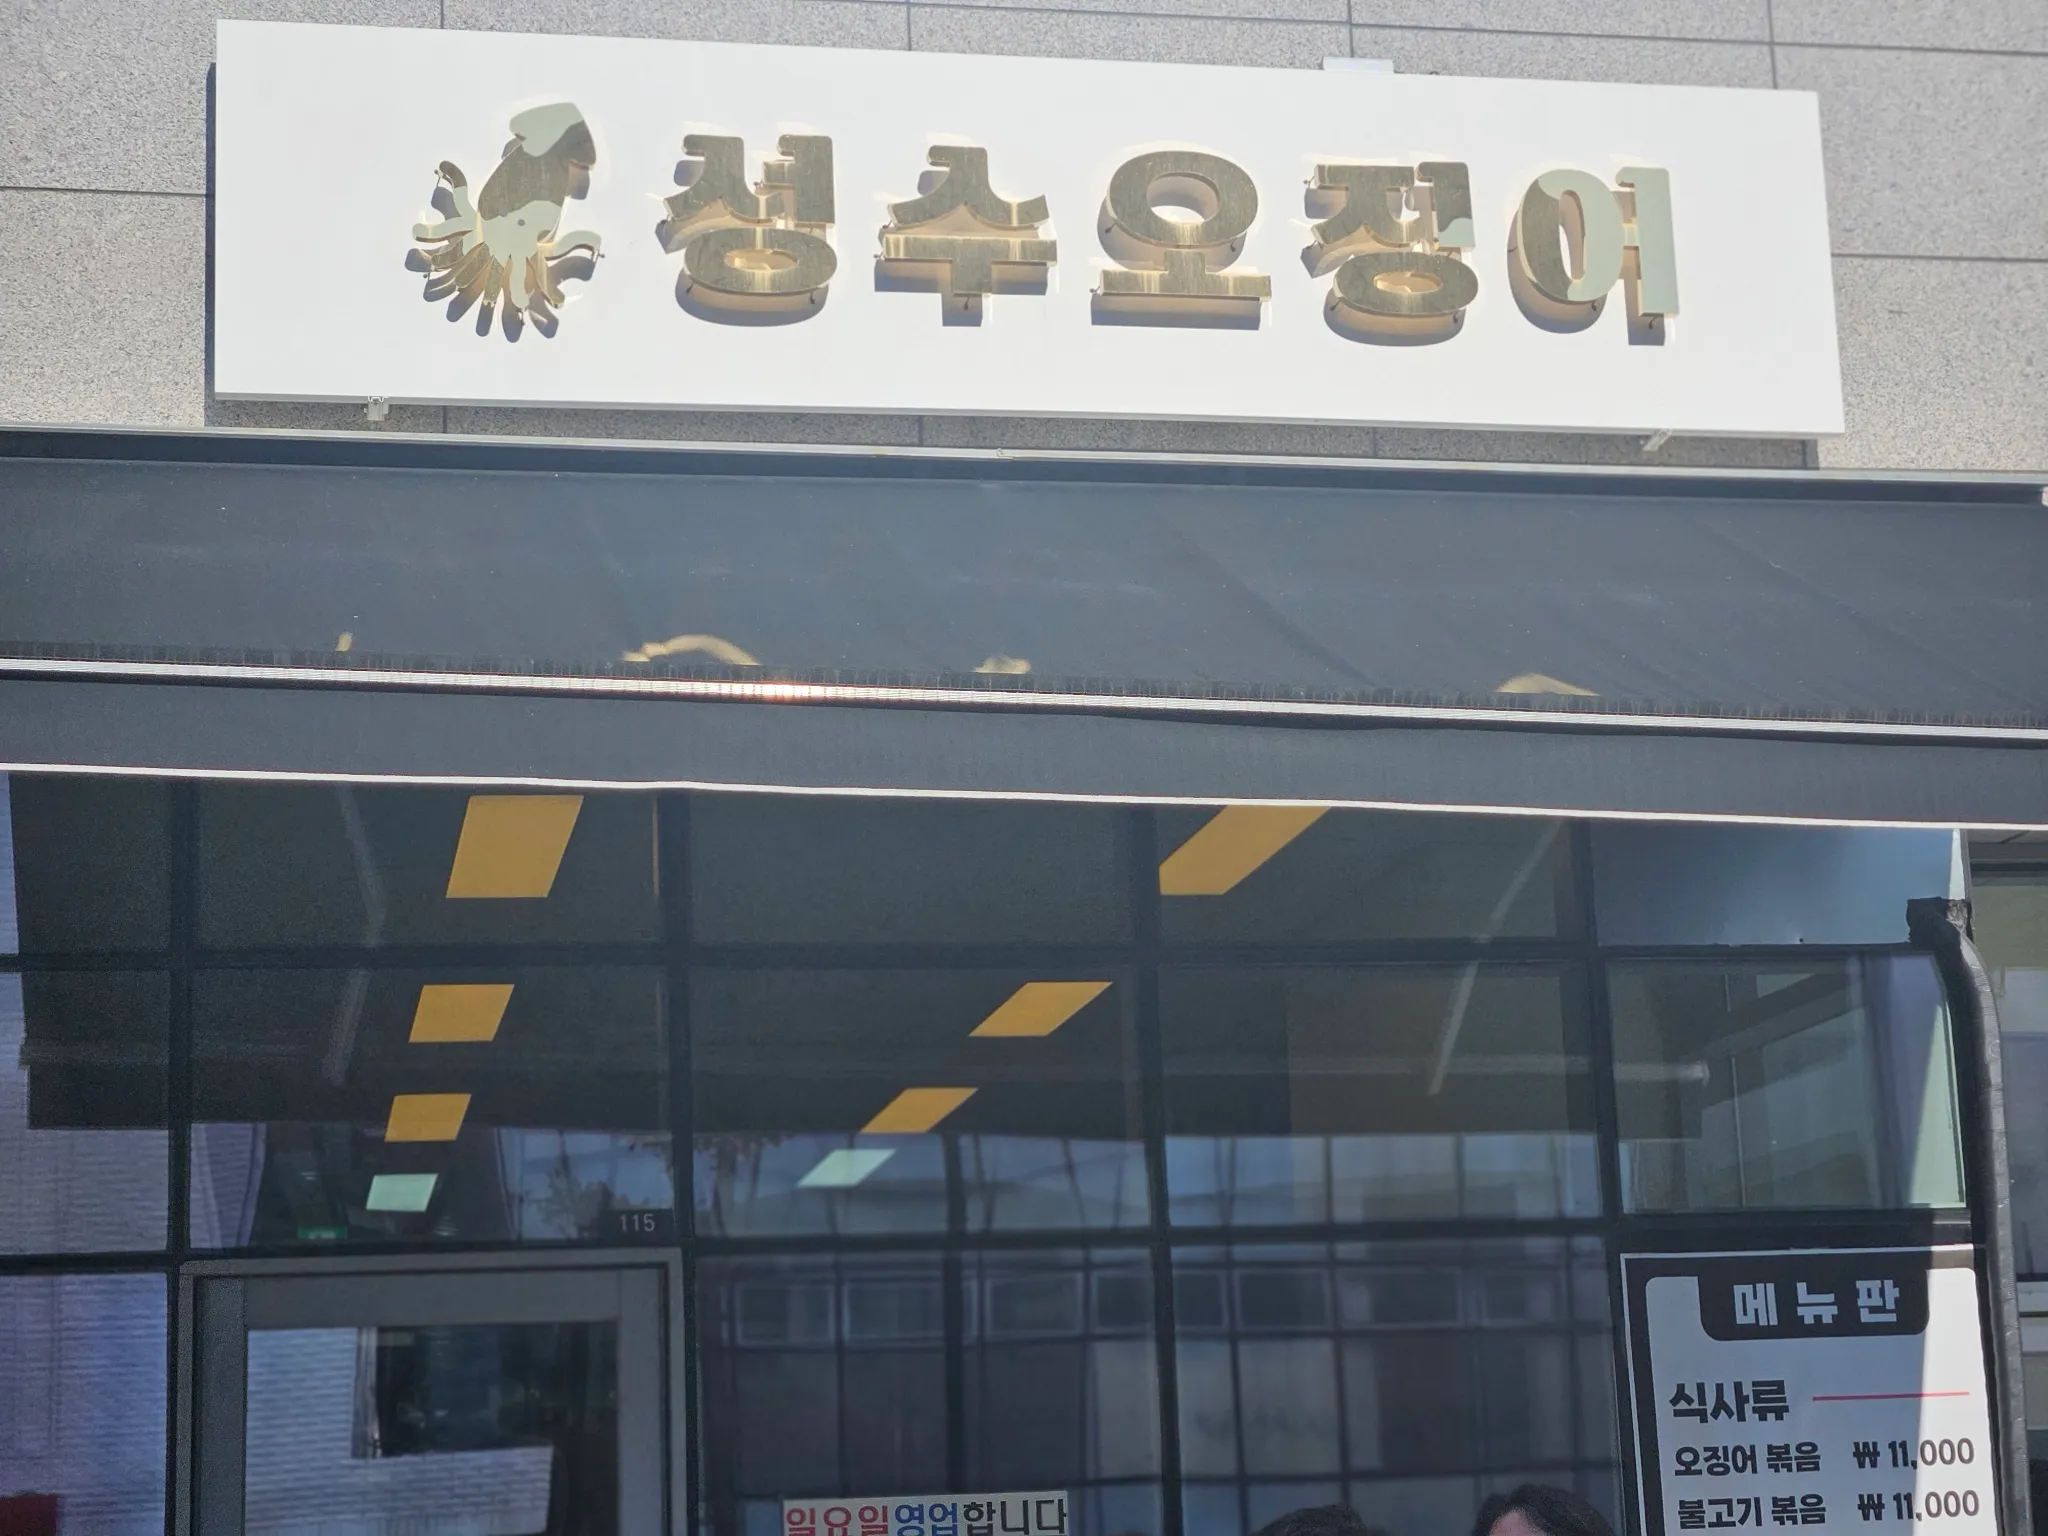 성수오징어
115
메뉴판
식사류
오징어 볶음 ₩ 11,000
불고기 볶음 ₩ 11,000
일요일영업합니다